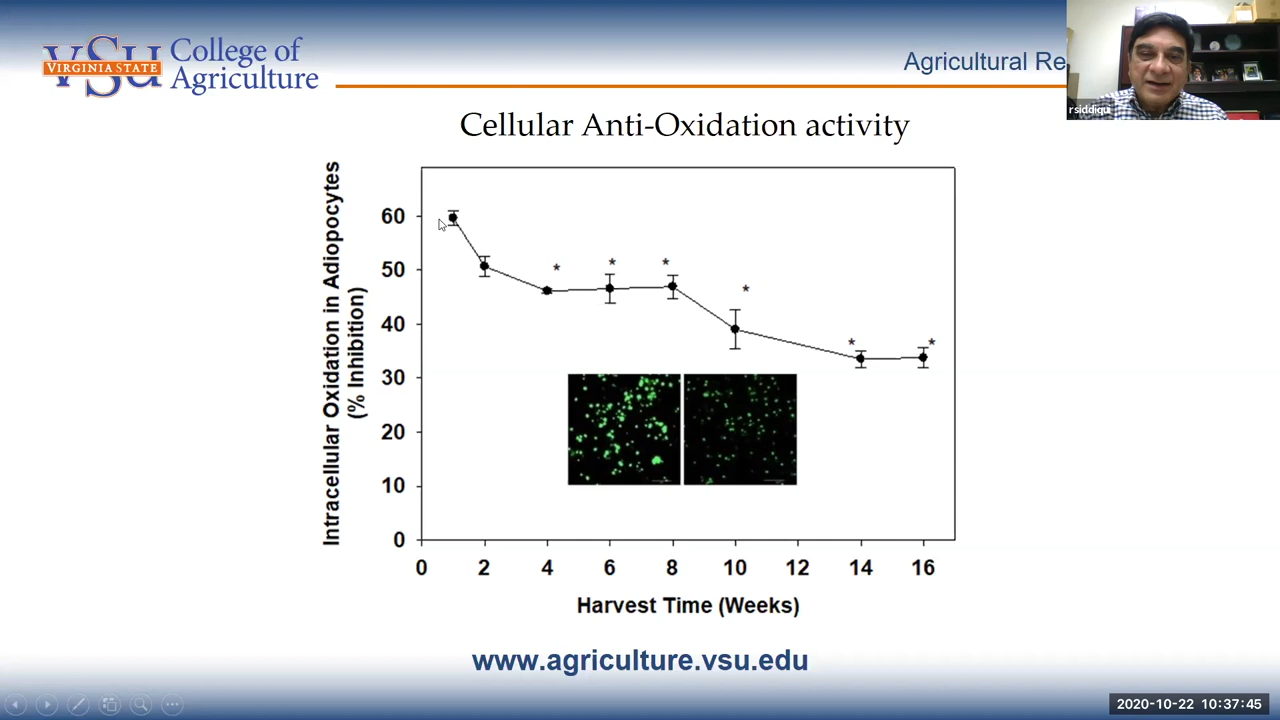 VSU
VIRGINIA STATE
College of
Agriculture
Agricultural Re
rsiddiqui
Cellular Anti-Oxidation activity
Intracellular Oxidation in Adiopocytes
(% Inhibition)
60
50
40
30
20
10
0
* * * * * *
0 2 4 6 8 10 12 14 16
Harvest Time (Weeks)
www.agriculture.vsu.edu
2020-10-22 10:37:45